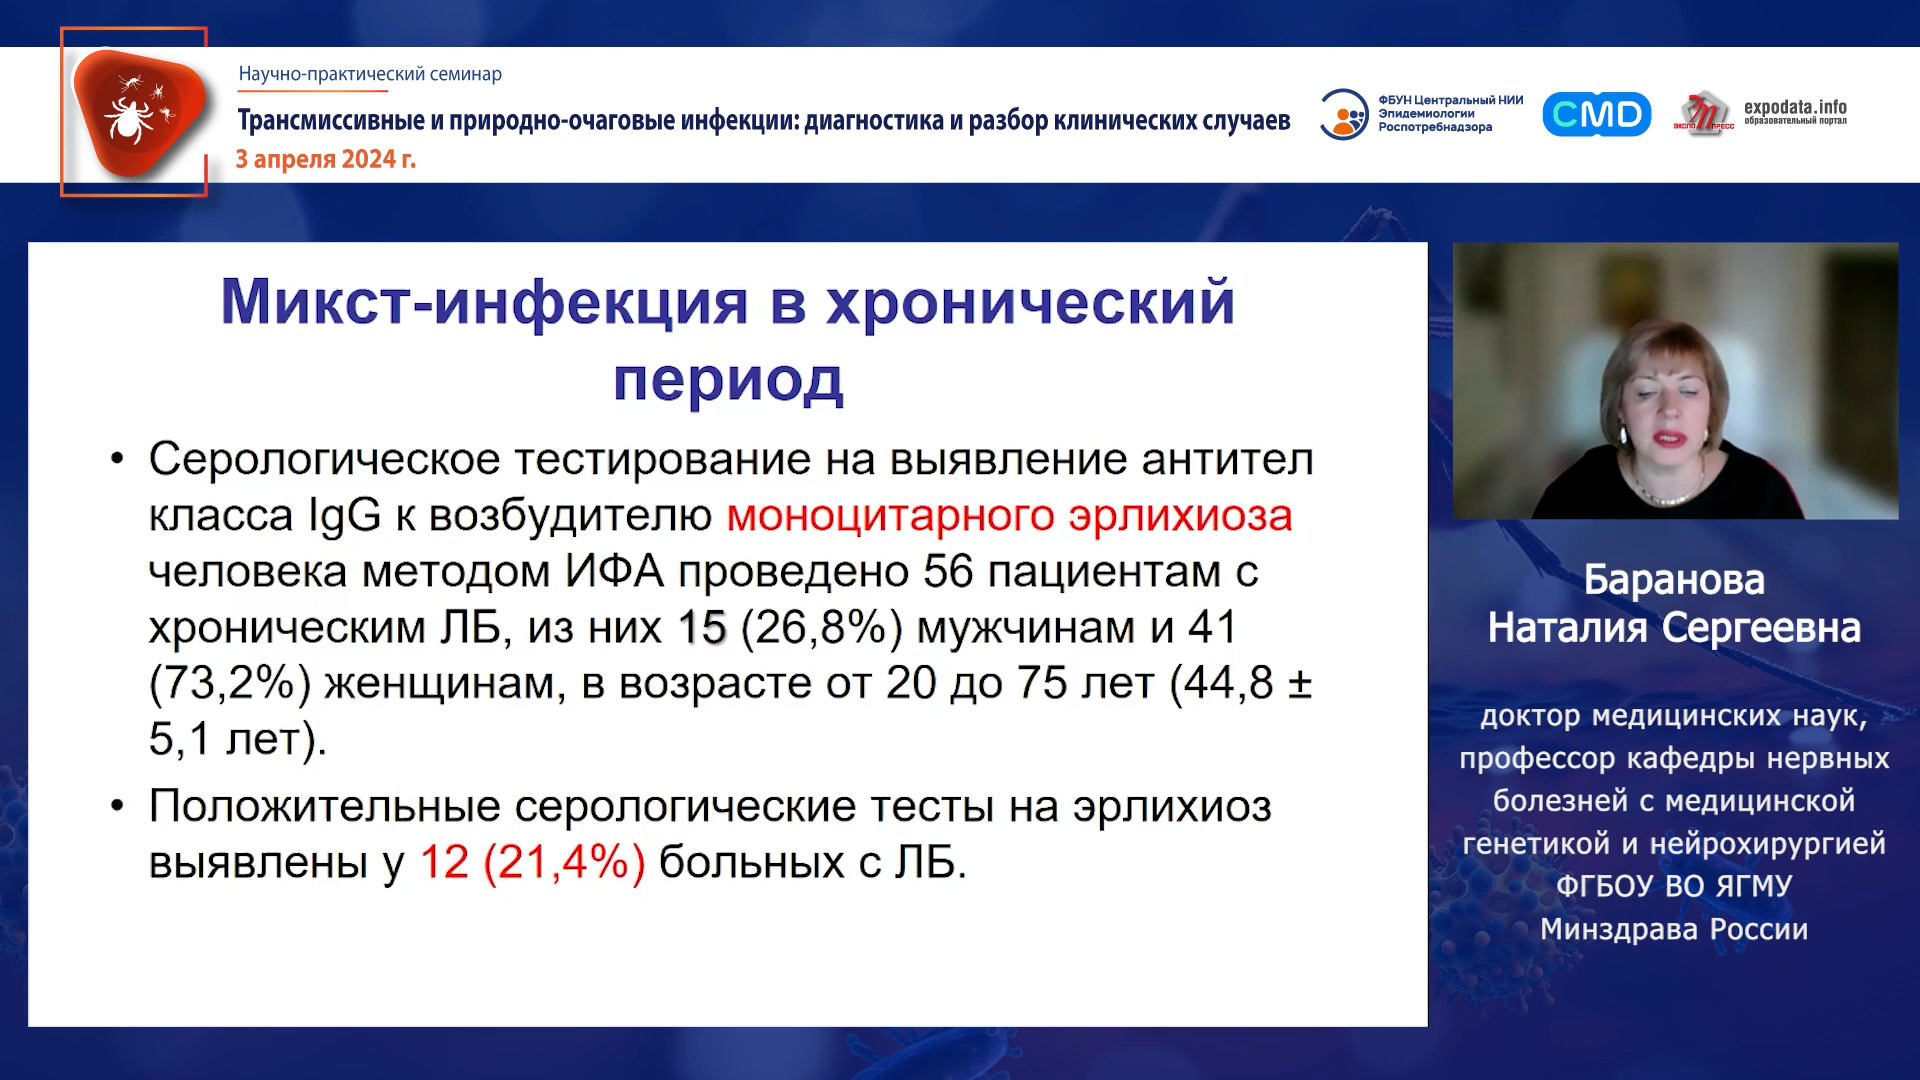 Научно-практический семинар
Трансмиссивные и природно-очаговые инфекции: диагностика и разбор клинических случаев
3 апреля 2024 г.
ФБУН Центральный НИИ
Эпидемиологии
Роспотребнадзора
CMD
ЭКСПО ПРЕСС
expodata.info
образовательный портал
Микст-инфекция в хронический
период
• Серологическое тестирование на выявление антител
класса IgG к возбудителю моноцитарного эрлихиоза
человека методом ИФА проведено 56 пациентам с
хроническим ЛБ, из них 15 (26,8%) мужчинам и 41
(73,2%) женщинам, в возрасте от 20 до 75 лет (44,8 ±
5,1 лет).
• Положительные серологические тесты на эрлихиоз
выявлены у 12 (21,4%) больных с ЛБ.
Баранова
Наталия Сергеевна
доктор медицинских наук,
профессор кафедры нервных
болезней с медицинской
генетикой и нейрохирургией
ФГБОУ ВО ЯГМУ
Минздрава России